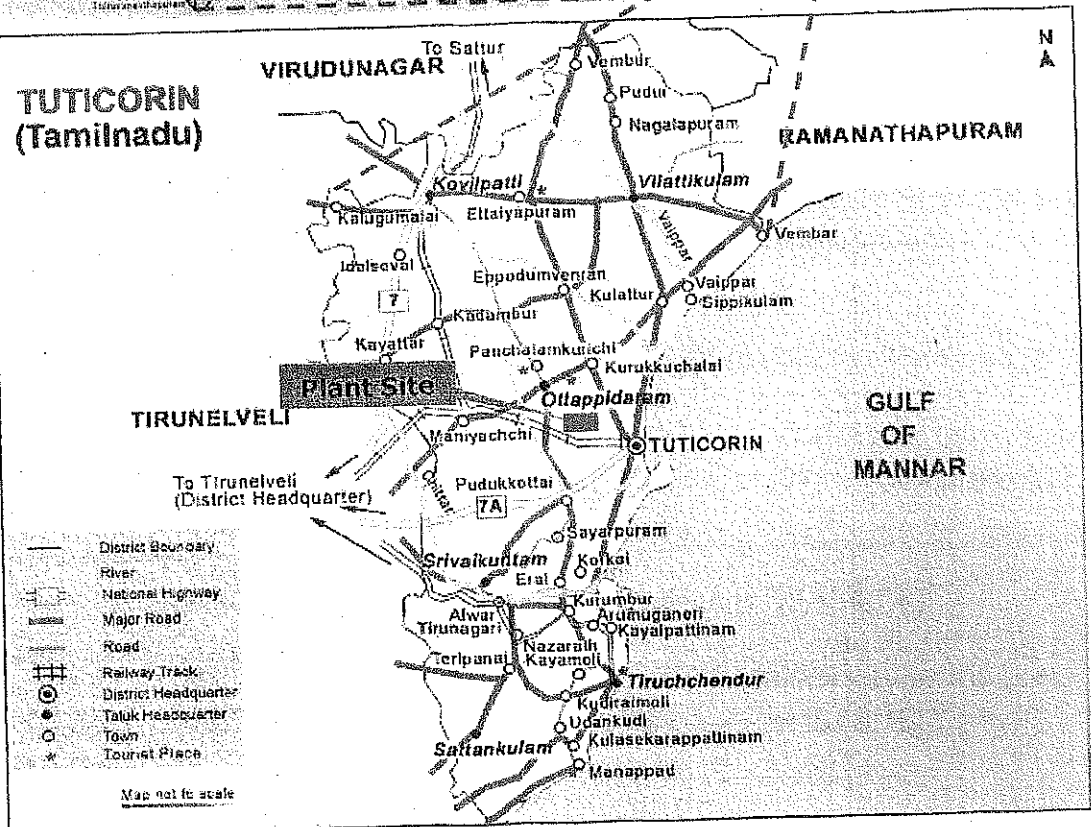 TUTICORIN
(Tamilnadu)
VIRUDUNAGAR
To Sattur
N
RAMANATHAPURAM
Vembur
Pudur
Nagalapuram
Kovilpatti
Vilattikulam
Kalugumalai
Ettaiyapuram
Vaippar
Vembar
Idaiseval
Eppodumvenran
Vaippar
Kulattur
Sippikulam
7
Kadambur
Kayattar
Panchalamkurichi
Kurukkuchalai
Plant Site
Ottappidaram
TIRUNELVELI
Maniyachchi
TUTICORIN
GULF
OF
MANNAR
To Tirunelveli
(District Headquarter)
Chittar
Pudukkottai
7A
Sayarpuram
Srivaikuntam
Korkai
Eral
Kurumbur
Alwar
Tirunagari
Arumuganeri
Kayalpattinam
Nazarath
Kayamoli
Teripanai
Tiruchchendur
Kudiraimoli
Udankudi
Sattankulam
Kulasekarappattinam
Manappad
District Boundary
River
National Highway
Major Road
Road
Railway Track
District Headquarter
Taluk Headquarter
Town
Tourist Place
Map not to scale